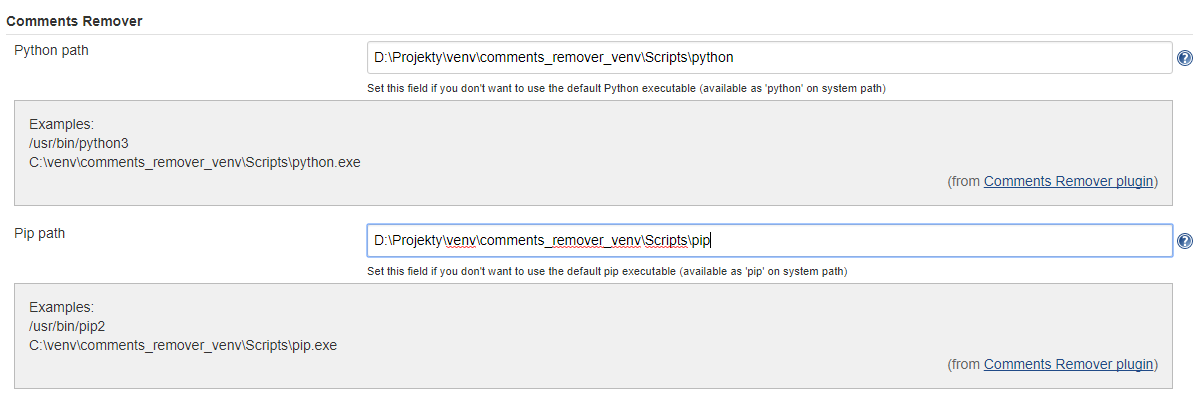 Comments Remover
Python path
D:\Projekty\venv\comments_remover_venv\Scripts\python
Set this field if you don't want to use the default Python executable (available as 'python' on system path)
Examples:
/usr/bin/python3
C:\venv\comments_remover_venv\Scripts\python.exe
(from Comments Remover plugin)
Pip path
D:\Projekty\venv\comments_remover_venv\Scripts\pip
Set this field if you don't want to use the default pip executable (available as 'pip' on system path)
Examples:
/usr/bin/pip2
C:\venv\comments_remover_venv\Scripts\pip.exe
(from Comments Remover plugin)